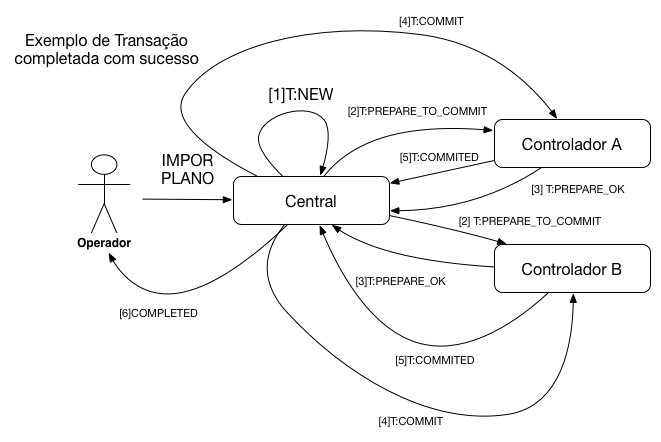 [4]T:COMMIT
Exemplo de Transação
completada com sucesso
[1]T:NEW
[2]T:PREPARE_TO_COMMIT
Controlador A
[5]T:COMMITED
IMPOR
PLANO
[3] T:PREPARE_OK
Central
[2] T:PREPARE_TO_COMMIT
Operador
Controlador B
[3]T:PREPARE_OK
[6]COMPLETED
[5]T:COMMITED
[4]T:COMMIT